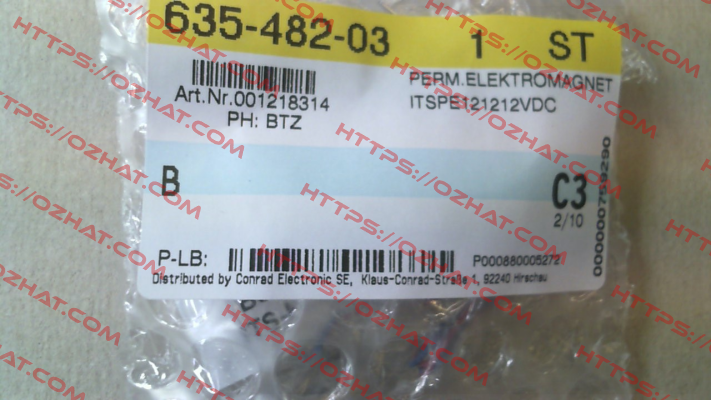 635-482-03 1 ST
PERM.ELEKTROMAGNET
ITSPE121212VDC
Art.Nr.001218314
PH: BTZ
B
C3
2/10
P-LB:
P000880005272
Distributed by Conrad Electronic SE, Klaus-Conrad-Straße 1, 92240 Hirschau
HTTPS://OZHAT.COM